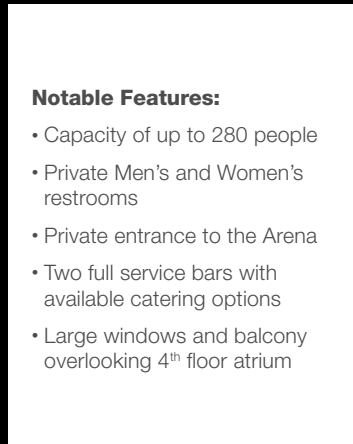 Notable Features:
• Capacity of up to 280 people
• Private Men’s and Women’s
restrooms
• Private entrance to the Arena
• Two full service bars with
available catering options
• Large windows and balcony
overlooking 4th floor atrium